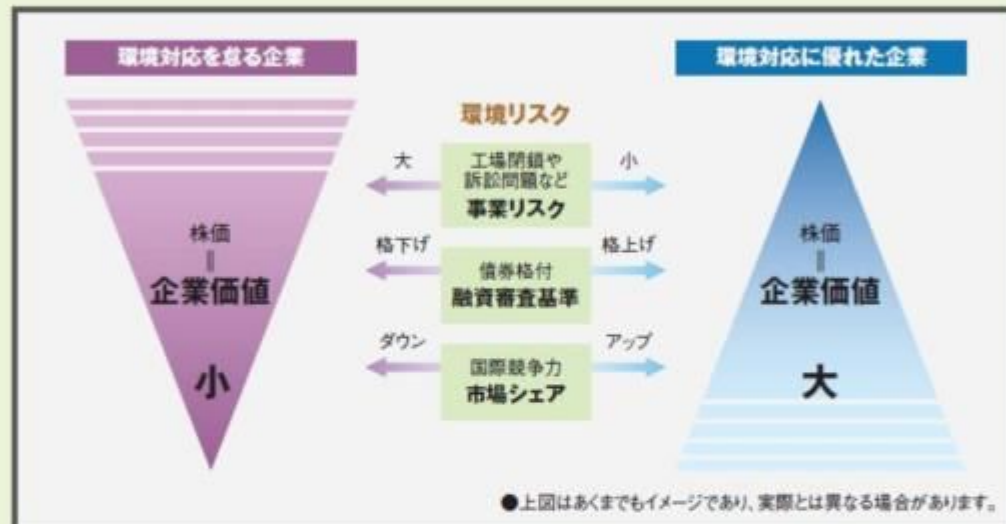 環境対応を怠る企業
環境対応に優れた企業
環境リスク
大
工場閉鎖や
訴訟問題など
事業リスク
小
株価
＝
企業価値
小
格下げ
債券格付
融資審査基準
格上げ
ダウン
国際競争力
市場シェア
アップ
株価
＝
企業価値
大
●上図はあくまでもイメージであり、実際とは異なる場合があります。